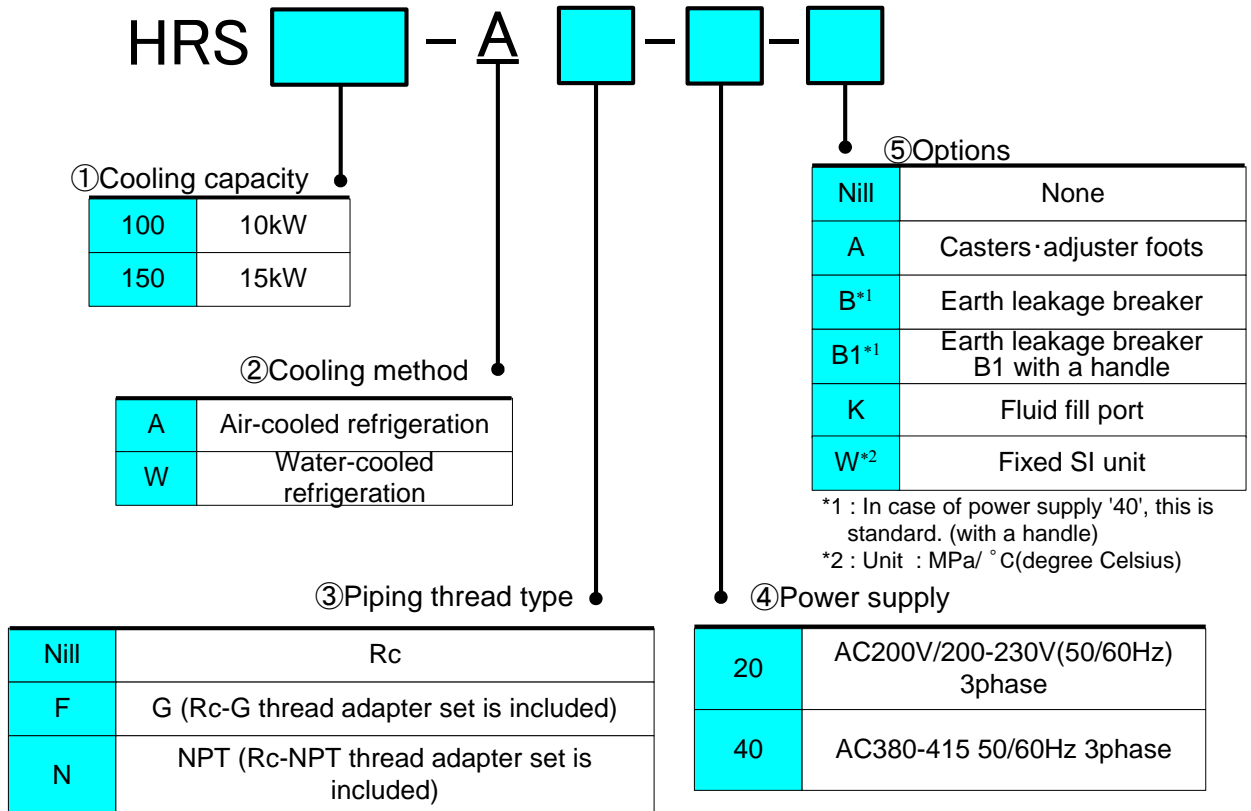 HRS - A - -
⑤Options
①Cooling capacity
Nill None
100 10kW
A Casters･adjuster foots
150 15kW
B*1 Earth leakage breaker
B1*1 Earth leakage breaker
B1 with a handle
②Cooling method
K Fluid fill port
A Air-cooled refrigeration
W*2 Fixed SI unit
W Water-cooled
refrigeration
*1 : In case of power supply '40', this is
standard. (with a handle)
*2 : Unit : MPa/ °C(degree Celsius)
③Piping thread type
④Power supply
Nill Rc
20 AC200V/200-230V(50/60Hz)
3phase
F G (Rc-G thread adapter set is included)
40 AC380-415 50/60Hz 3phase
N NPT (Rc-NPT thread adapter set is
included)